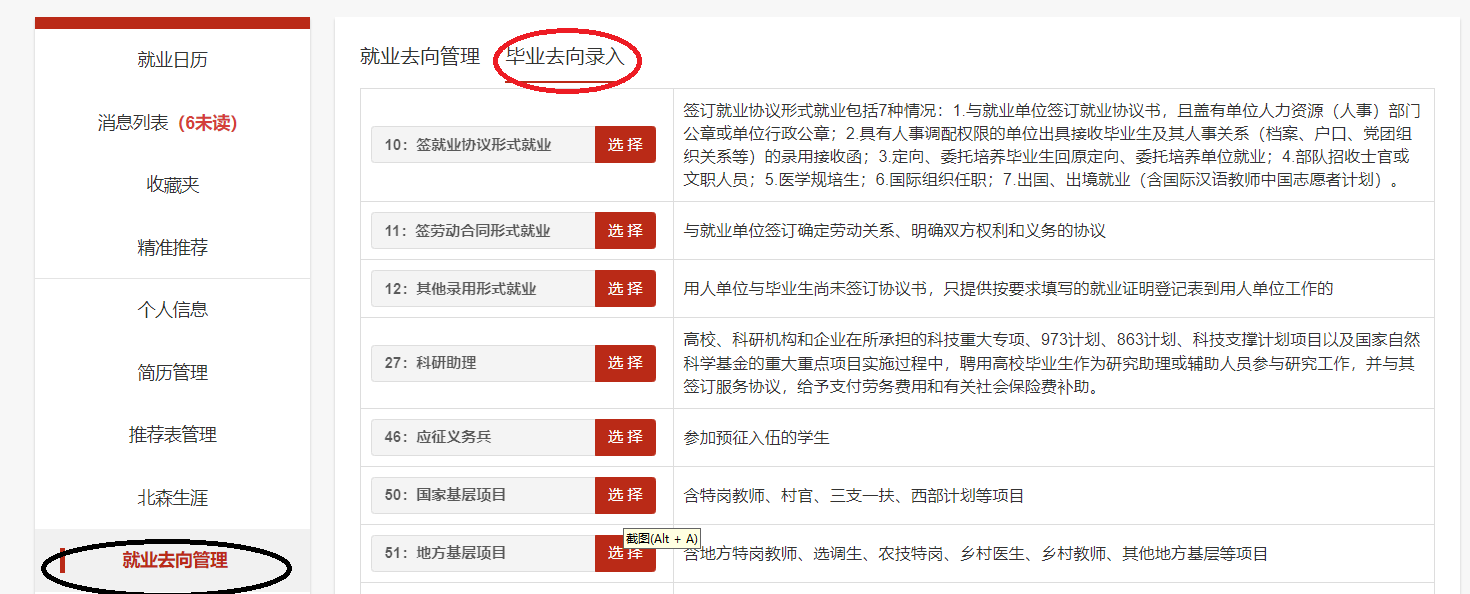 就业日历
消息列表（6未读）
收藏夹
精准推荐
个人信息
简历管理
推荐表管理
北森生涯
就业去向管理
就业去向管理 毕业去向录入
10：签就业协议形式就业 选 择
签订就业协议形式就业包括7种情况：1.与就业单位签订就业协议书，且盖有单位人力资源（人事）部门
公章或单位行政公章；2.具有人事调配权限的单位出具接收毕业生及其人事关系（档案、户口、党团组
织关系等）的录用接收函；3.定向、委托培养毕业生回原定向、委托培养单位就业；4.部队招收士官或
文职人员；5.医学规培生；6.国际组织任职；7.出国、出境就业（含国际汉语教师中国志愿者计划）。
11：签劳动合同形式就业 选 择
与就业单位签订确定劳动关系、明确双方权利和义务的协议
12：其他录用形式就业 选 择
用人单位与毕业生尚未签订协议书，只提供按要求填写的就业证明登记表到用人单位工作的
27：科研助理 选 择
高校、科研机构和企业在所承担的科技重大专项、973计划、863计划、科技支撑计划项目以及国家自然
科学基金的重大重点项目实施过程中，聘用高校毕业生作为研究助理或辅助人员参与研究工作，并与其
签订服务协议，给予支付劳务费用和有关社会保险费补助。
46：应征义务兵 选 择
参加预征入伍的学生
50：国家基层项目 选 择
含特岗教师、村官、三支一扶、西部计划等项目
截图(Alt + A)
51：地方基层项目 选 择
含地方特岗教师、选调生、农技特岗、乡村医生、乡村教师、其他地方基层等项目